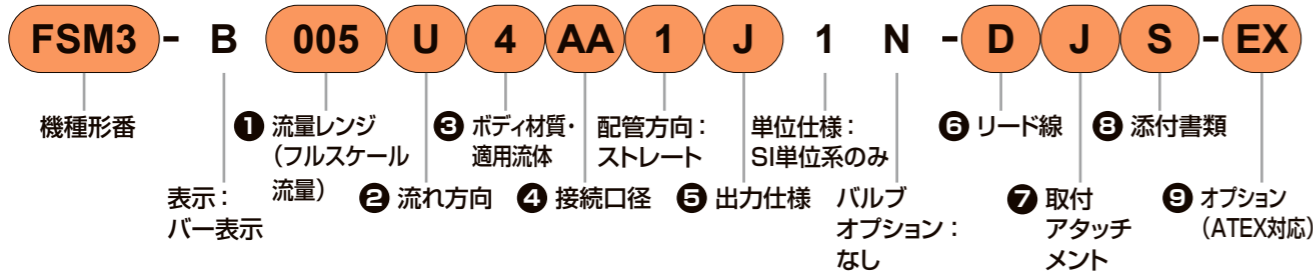 FSM3 - B 005 U 4 AA 1 J 1 N - D J S - EX
機種形番
表示：
バー表示
❶ 流量レンジ
（フルスケール
流量）
❷ 流れ方向
❸ ボディ材質・
適用流体
❹ 接続口径
配管方向：
ストレート
❺ 出力仕様
単位仕様：
SI単位系のみ
バルブ
オプション：
なし
❻ リード線
❼ 取付
アタッチ
メント
❽ 添付書類
❾ オプション
（ATEX対応）